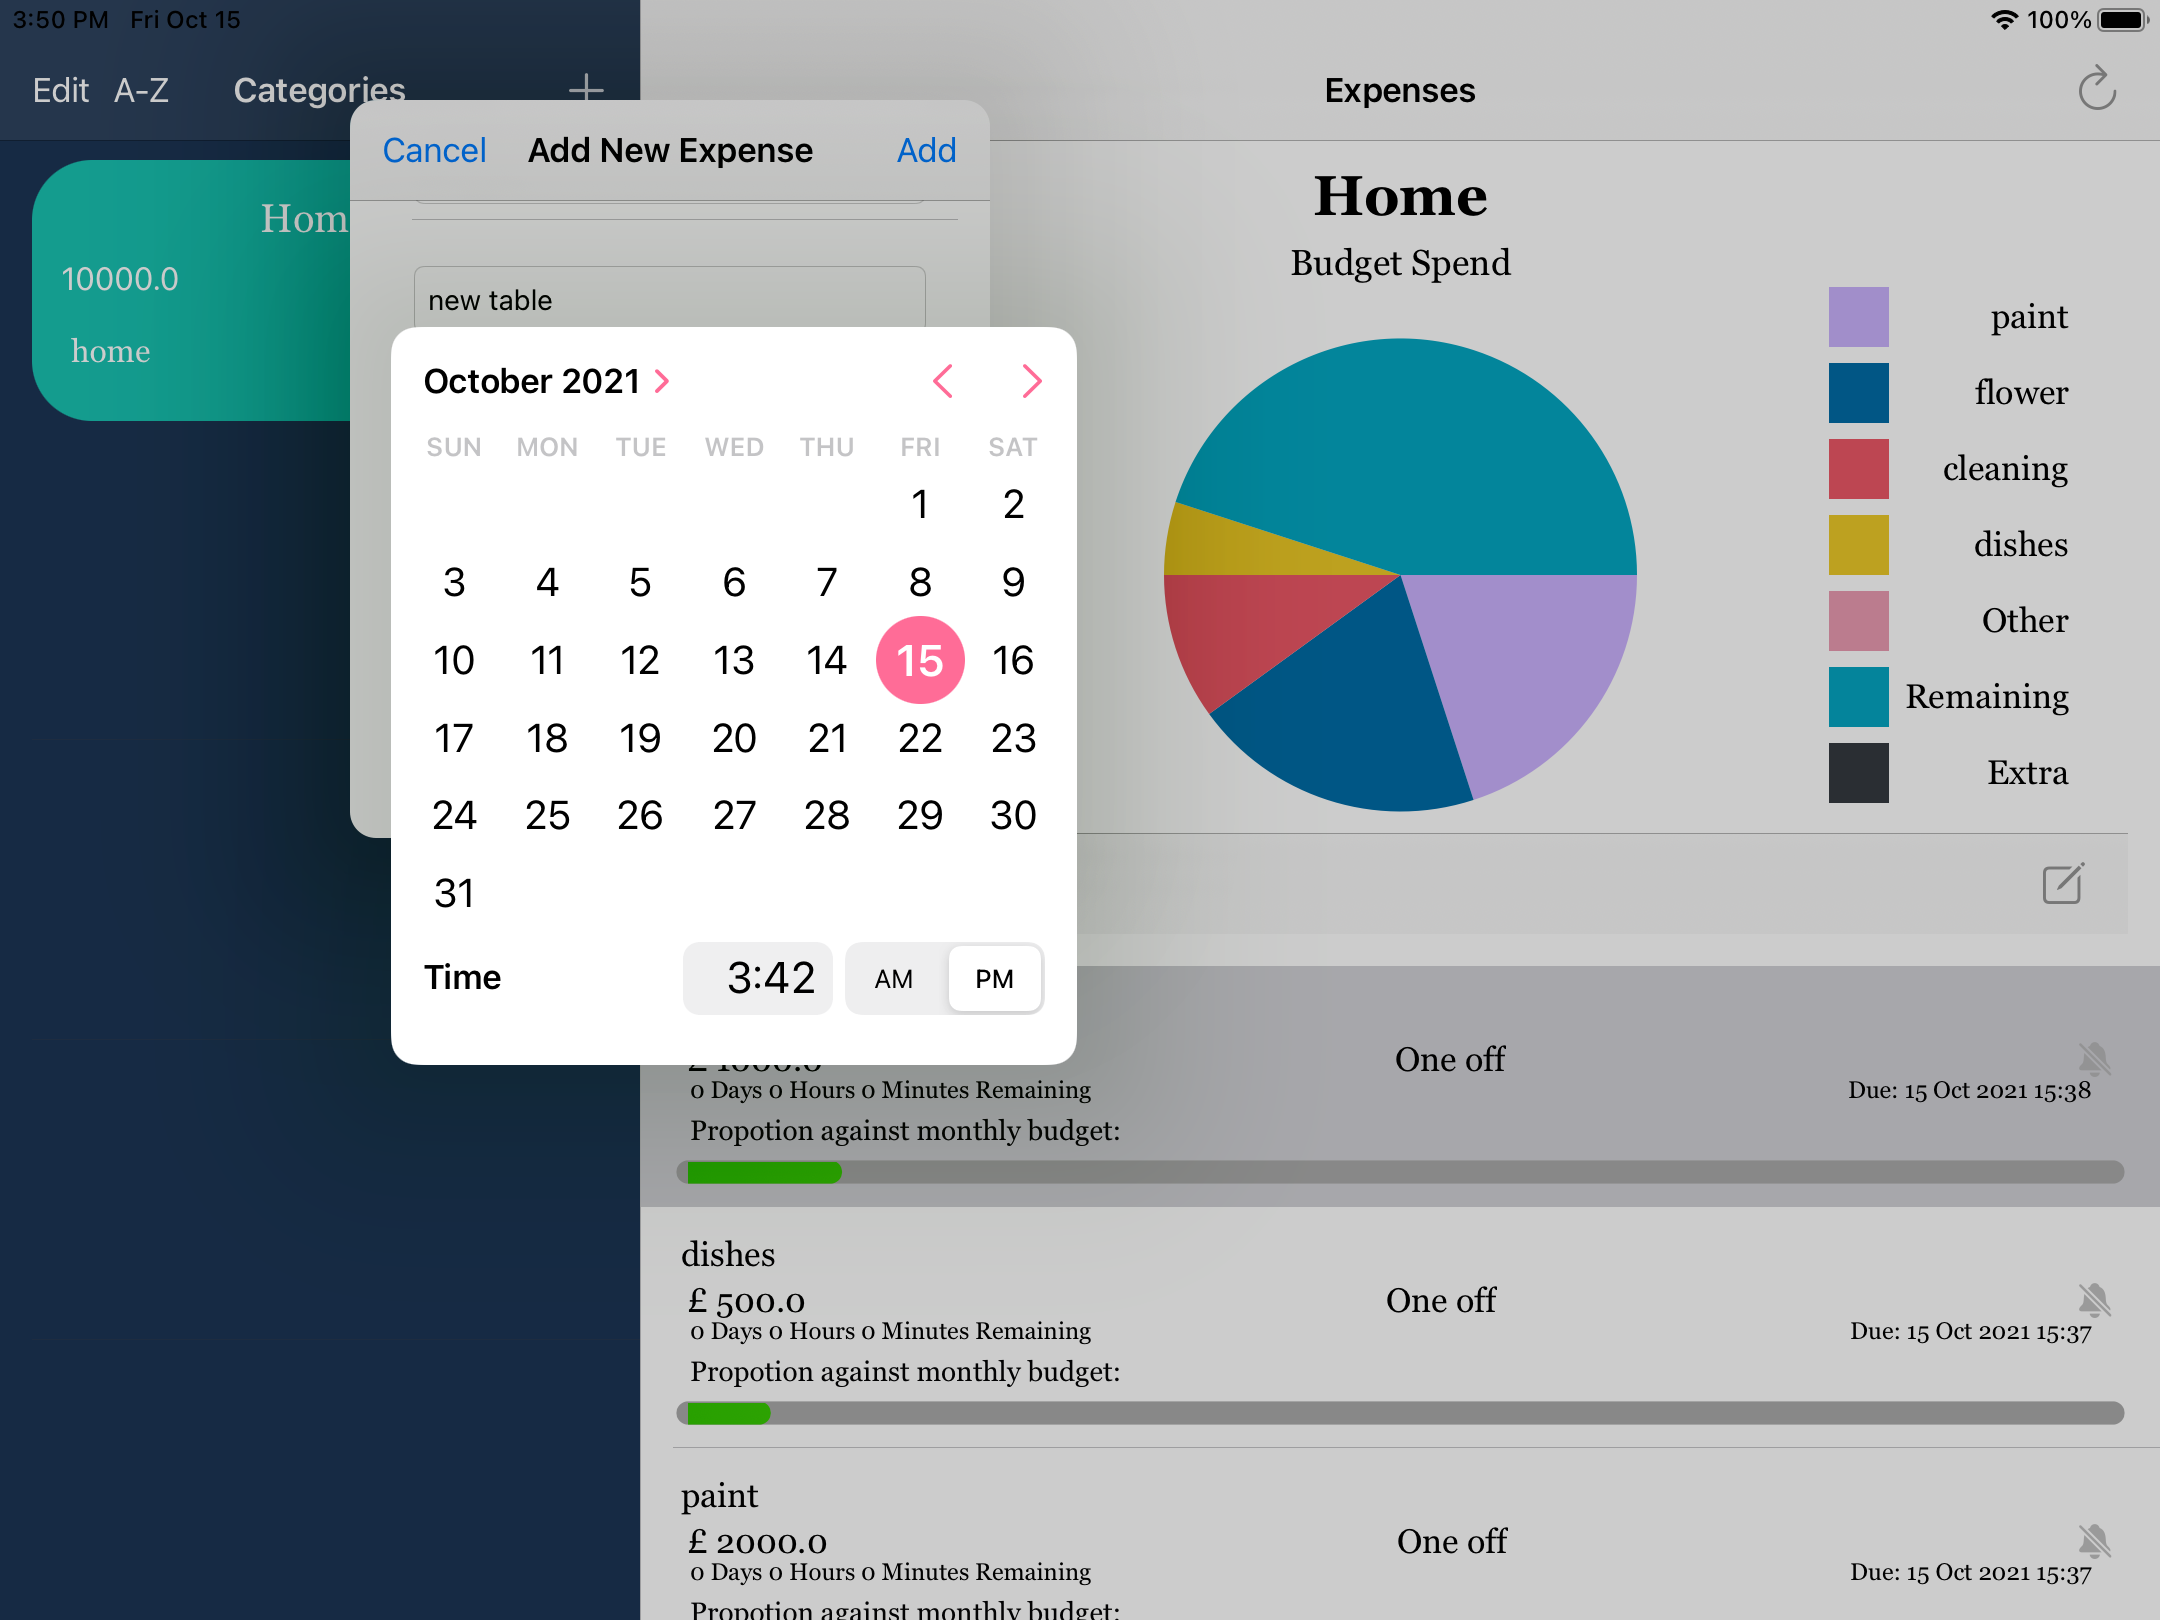 3:50 PM Fri Oct 15
100%
Edit A-Z Categories
Expenses
Cancel Add New Expense Add
10000.0
home
new table
October 2021
SUN MON TUE WED THU FRI SAT
1 2
3 4 5 6 7 8 9
10 11 12 13 14 15 16
17 18 19 20 21 22 23
24 25 26 27 28 29 30
31
Time 3:42 AM PM
Home
Budget Spend
paint
flower
cleaning
dishes
Other
Remaining
Extra
One off
0 Days 0 Hours 0 Minutes Remaining
Due: 15 Oct 2021 15:38
Propotion against monthly budget:
dishes
£ 500.0
One off
0 Days 0 Hours 0 Minutes Remaining
Due: 15 Oct 2021 15:37
Propotion against monthly budget:
paint
£ 2000.0
One off
0 Days 0 Hours 0 Minutes Remaining
Due: 15 Oct 2021 15:37
Propotion against monthly budget: